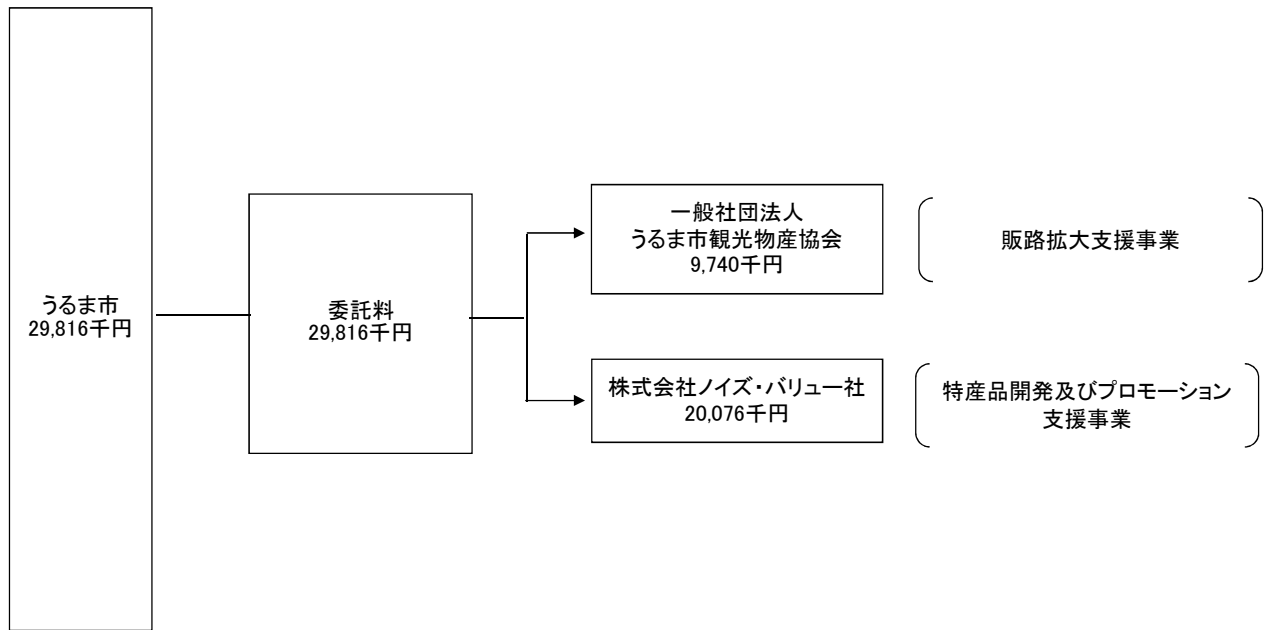 うるま市
29,816千円
委託料
29,816千円
一般社団法人
うるま市観光物産協会
9,740千円
販路拡大支援事業
株式会社ノイズ・バリュー社
20,076千円
特産品開発及びプロモーション
支援事業